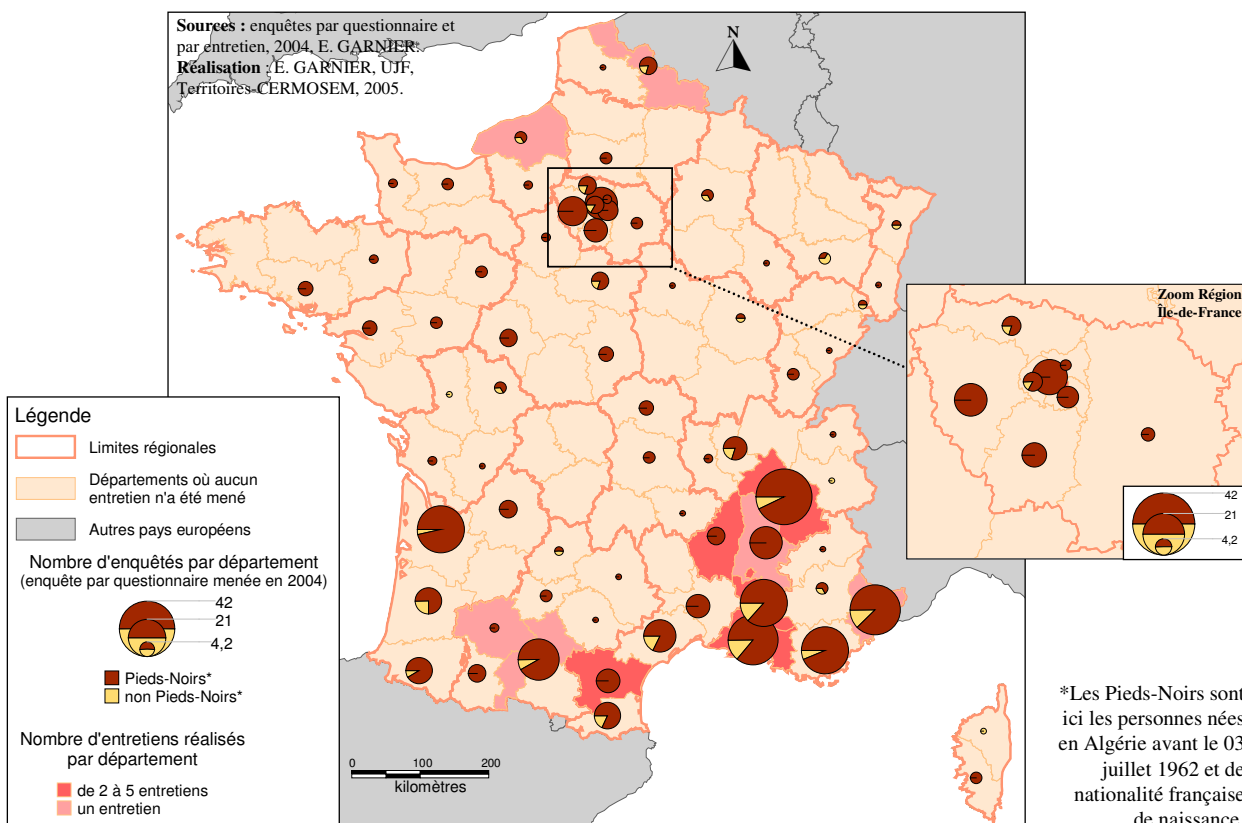 Sources : enquêtes par questionnaire et
par entretien, 2004, E. GARNIER.
Réalisation : E. GARNIER, UJF,
Territoires-CERMOSEM, 2005.
N
Zoom Région
Île-de-France
42
21
4,2
Légende
Limites régionales
Départements où aucun
entretien n'a été mené
Autres pays européens
Nombre d'enquêtés par département
(enquête par questionnaire menée en 2004)
42
21
4,2
Pieds-Noirs*
non Pieds-Noirs*
Nombre d'entretiens réalisés
par département
de 2 à 5 entretiens
un entretien
0 100 200
kilomètres
*Les Pieds-Noirs sont
ici les personnes nées
en Algérie avant le 03
juillet 1962 et de
nationalité française
de naissance.